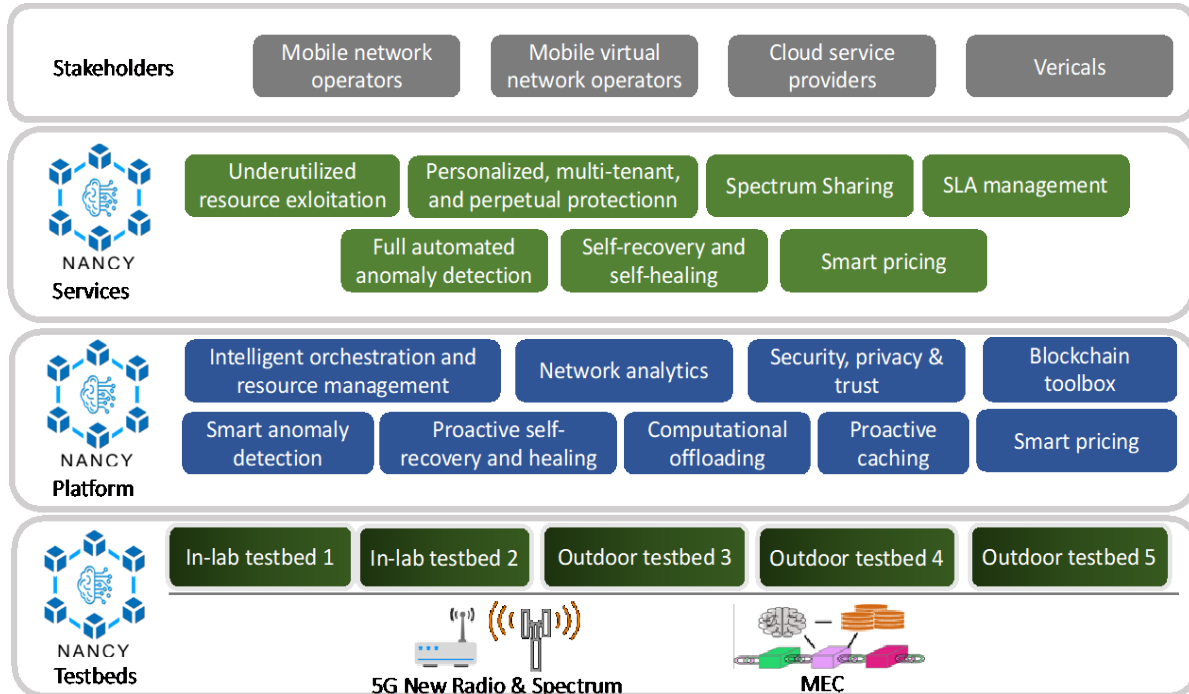 Stakeholders
Mobile network
operators
Mobile virtual
network operators
Cloud service
providers
Vericals
NANCY
Services
Underutilized
resource exloitation
Personalized, multi-tenant,
and perpetual protectionn
Spectrum Sharing
SLA management
Full automated
anomaly detection
Self-recovery and
self-healing
Smart pricing
NANCY
Platform
Intelligent orchestration and
resource management
Network analytics
Security, privacy &
trust
Blockchain
toolbox
Smart anomaly
detection
Proactive self-
recovery and healing
Computational
offloading
Proactive
caching
Smart pricing
NANCY
Testbeds
In-lab testbed 1
In-lab testbed 2
Outdoor testbed 3
Outdoor testbed 4
Outdoor testbed 5
5G New Radio & Spectrum
MEC